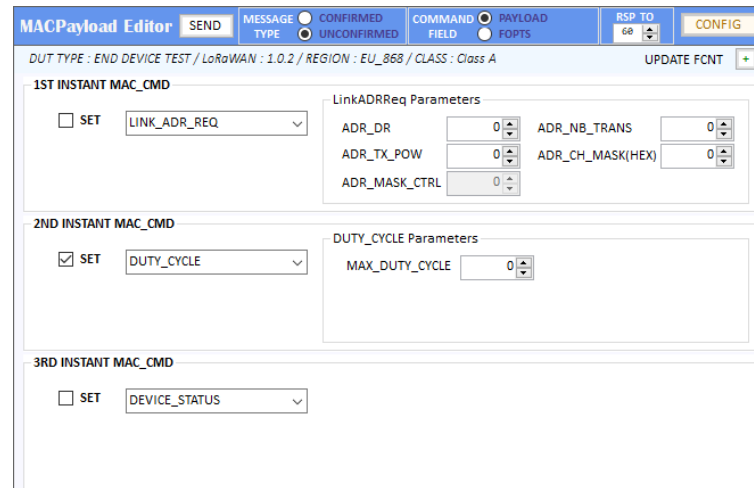 MACPayload Editor SEND MESSAGE TYPE CONFIRMED UNCONFIRMED COMMAND FIELD PAYLOAD FOPTS RSP TO 60 CONFIG
DUT TYPE : END DEVICE TEST / LoRaWAN : 1.0.2 / REGION : EU_868 / CLASS : Class A UPDATE FCNT +
1ST INSTANT MAC_CMD
SET LINK_ADR_REQ
LinkADRReq Parameters
ADR_DR 0 ADR_NB_TRANS 0
ADR_TX_POW 0 ADR_CH_MASK(HEX) 0
ADR_MASK_CTRL 0
2ND INSTANT MAC_CMD
SET DUTY_CYCLE
DUTY_CYCLE Parameters
MAX_DUTY_CYCLE 0
3RD INSTANT MAC_CMD
SET DEVICE_STATUS